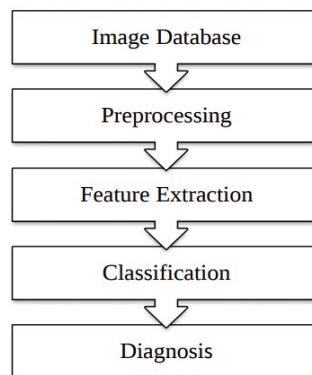 Image Database
Preprocessing
Feature Extraction
Classification
Diagnosis